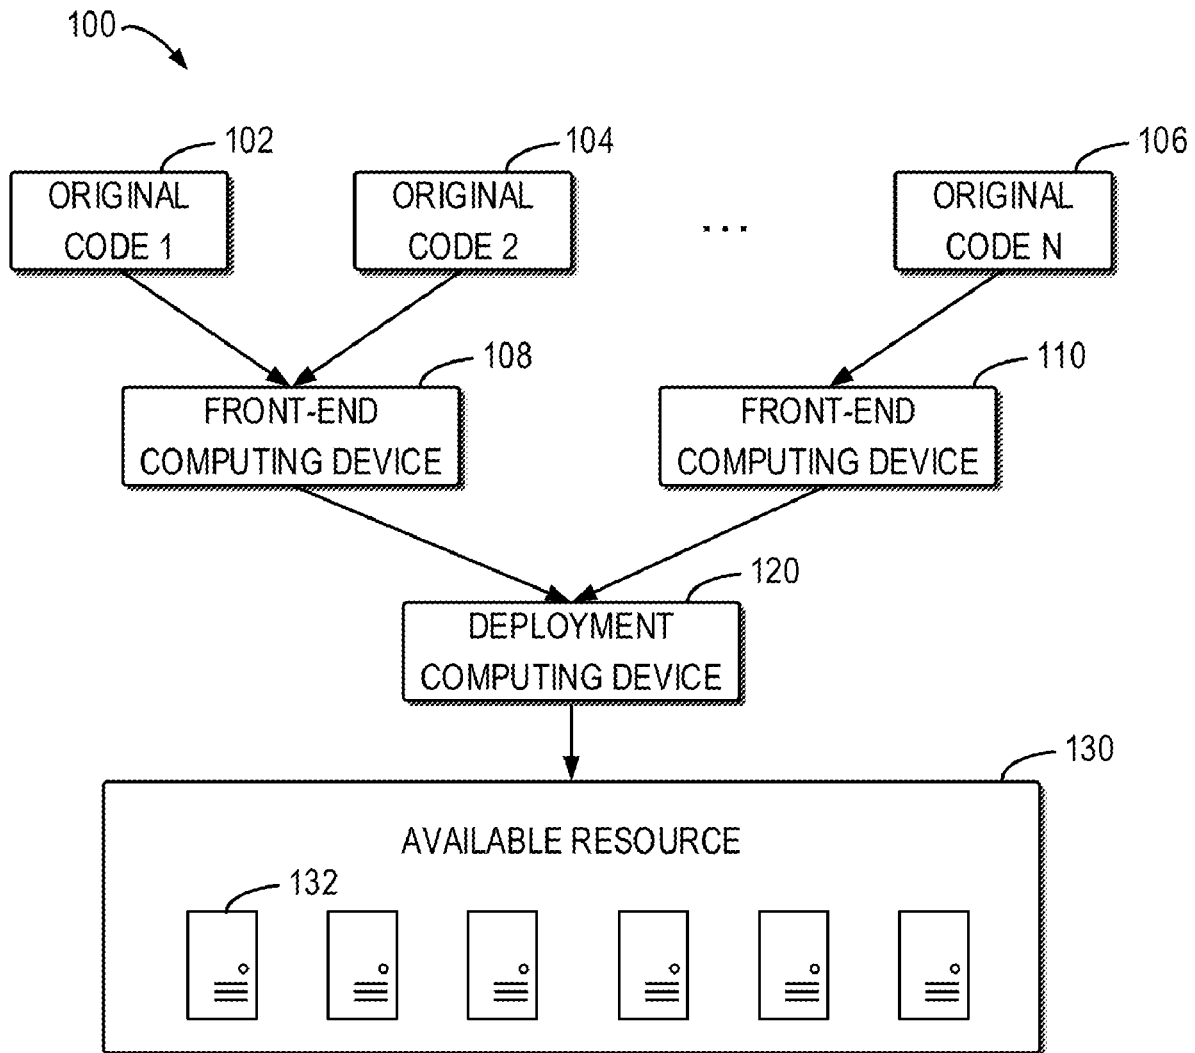 100
102
104
106
ORIGINAL
CODE 1
ORIGINAL
CODE 2
...
ORIGINAL
CODE N
108
110
FRONT-END
COMPUTING DEVICE
FRONT-END
COMPUTING DEVICE
120
DEPLOYMENT
COMPUTING DEVICE
130
AVAILABLE RESOURCE
132